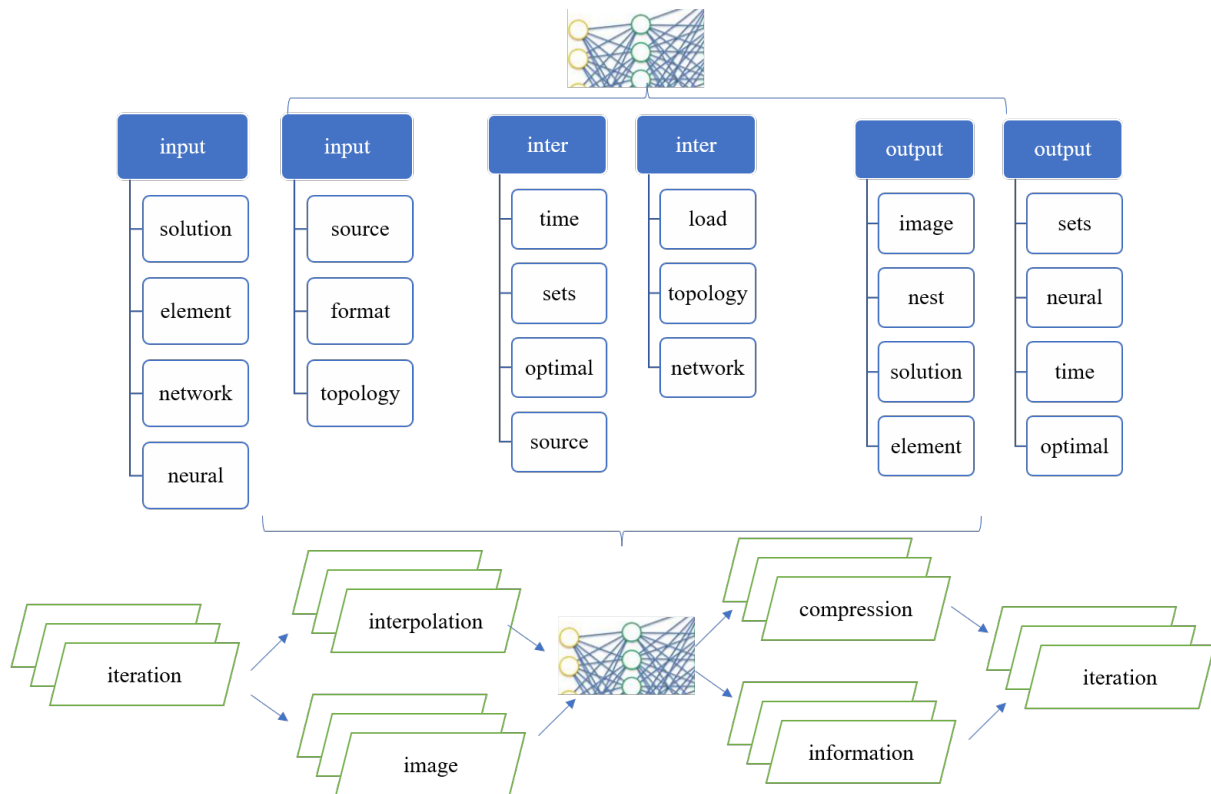 input
input
inter
inter
output
output
solution
source
time
load
image
sets
element
format
sets
topology
nest
neural
network
topology
optimal
network
solution
time
neural
source
element
optimal
interpolation
compression
iteration
iteration
image
information